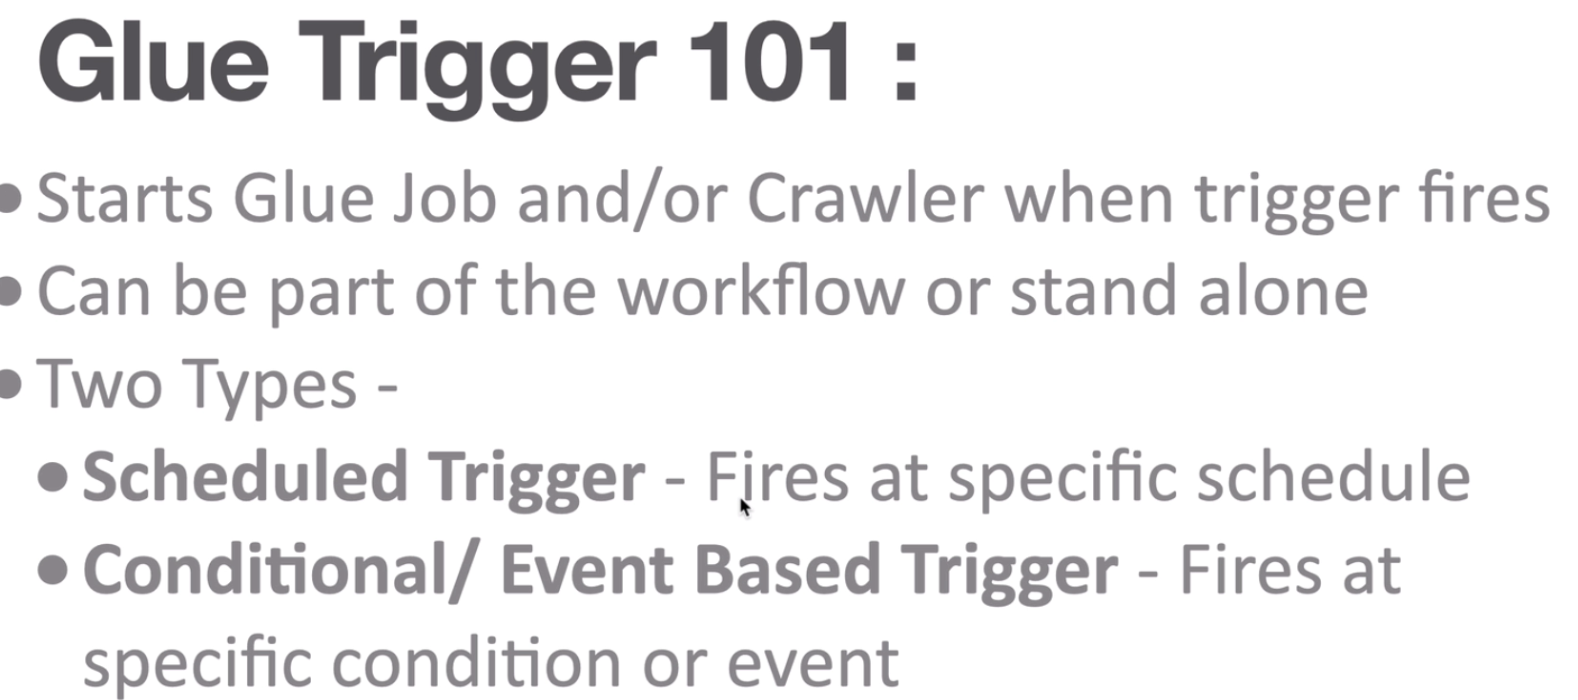 Glue Trigger 101 :
• Starts Glue Job and/or Crawler when trigger fires
• Can be part of the workflow or stand alone
• Two Types -
• Scheduled Trigger - Fires at specific schedule
• Conditional/ Event Based Trigger - Fires at
specific condition or event